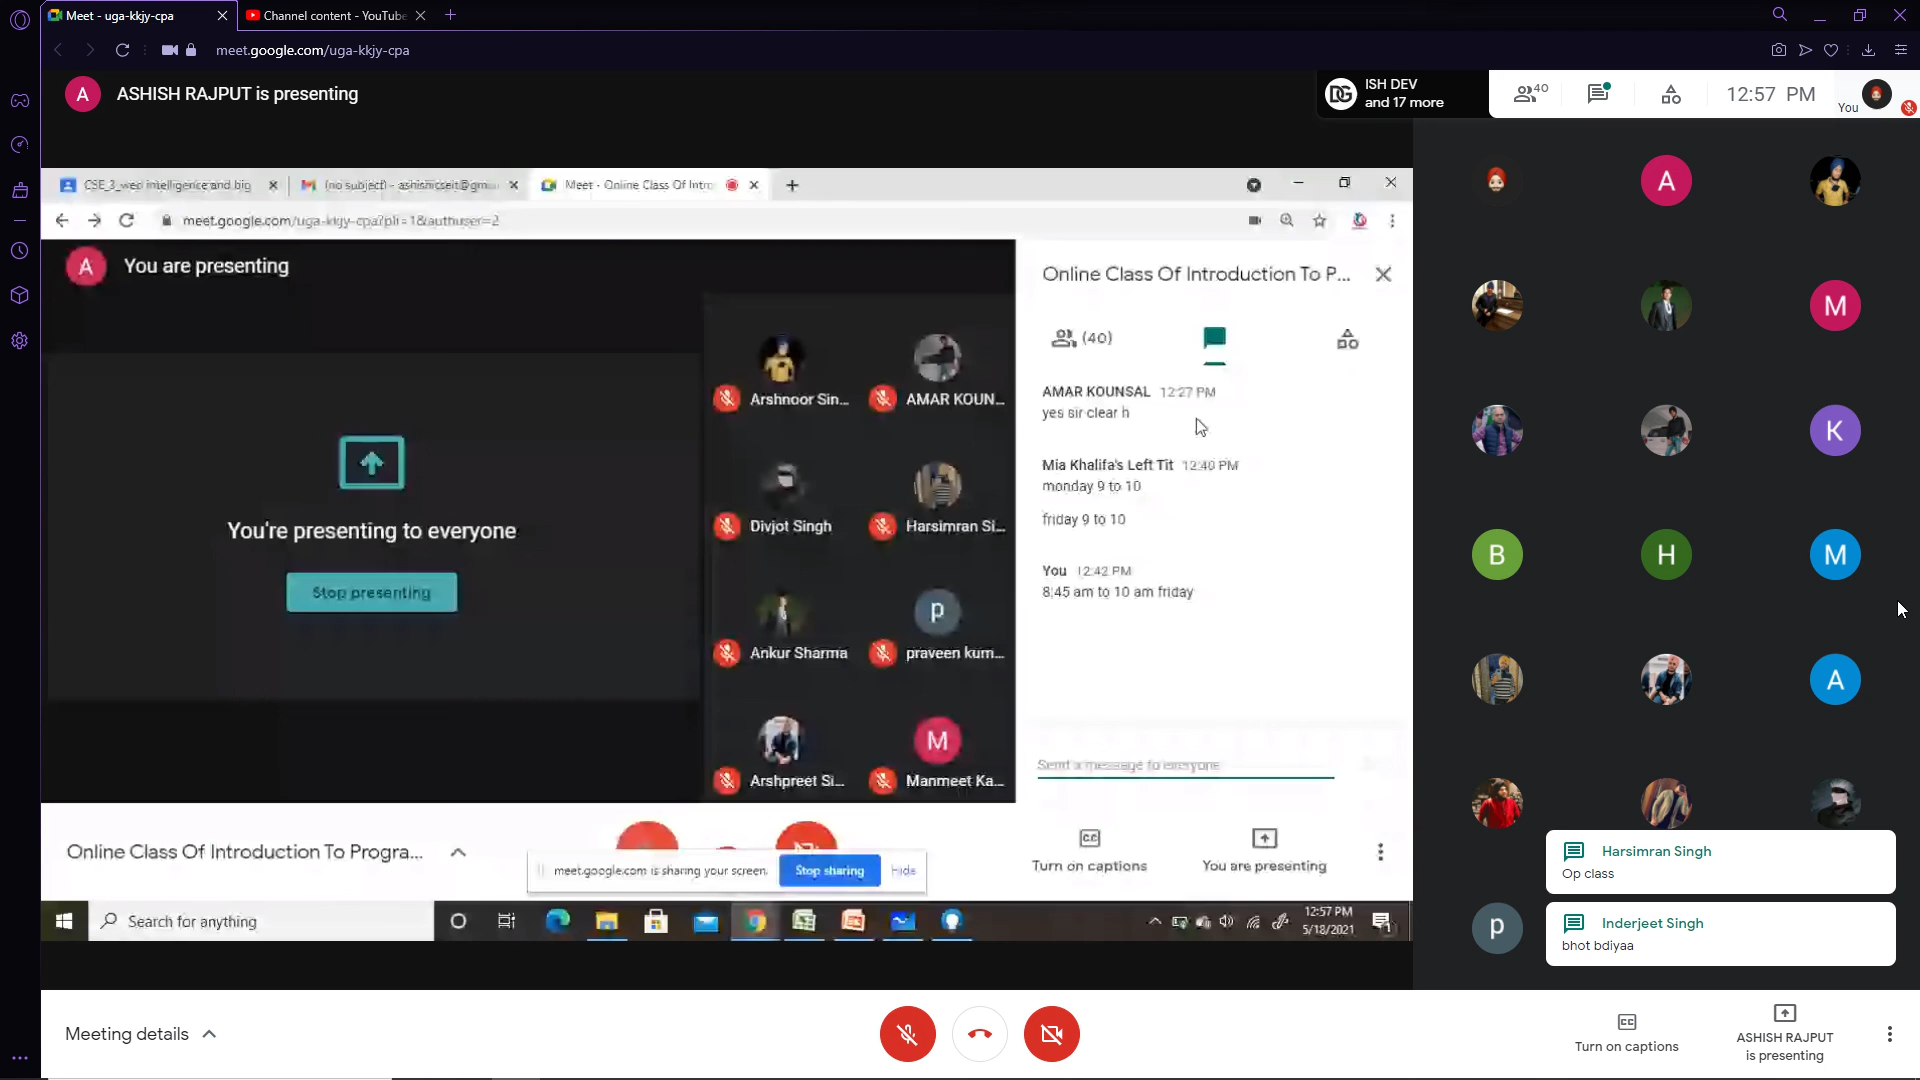 Meet - uga-kkjy-cpa
Channel content - YouTube
meet.google.com/uga-kkjy-cpa
A
ASHISH RAJPUT is presenting
DG
ISH DEV
and 17 more
40
12:57 PM
You
CSE_3_web intelligence and big
(no subject) - ashishcseit@gmai
Meet - Online Class Of Intro
meet.google.com/uga-kkjy-cpa?pli=1&authuser=2
A
You are presenting
Online Class Of Introduction To P...
(40)
AMAR KOUNSAL 12:27 PM
yes sir clear h
Mia Khalifa's Left Tit 12:40 PM
monday 9 to 10
friday 9 to 10
You 12:42 PM
8:45 am to 10 am friday
Send a message to everyone
You're presenting to everyone
Stop presenting
Arshnoor Sin...
AMAR KOUN...
Divjot Singh
Harsimran Si...
Ankur Sharma
p
praveen kum...
Arshpreet Si...
M
Manmeet Ka...
Online Class Of Introduction To Progra...
meet.google.com is sharing your screen.
Stop sharing
Hide
CC
Turn on captions
You are presenting
Search for anything
12:57 PM
5/18/2021
1
A
M
K
B
H
M
A
p
Harsimran Singh
Op class
Inderjeet Singh
bhot bdiyaa
Meeting details
CC
Turn on captions
ASHISH RAJPUT
is presenting